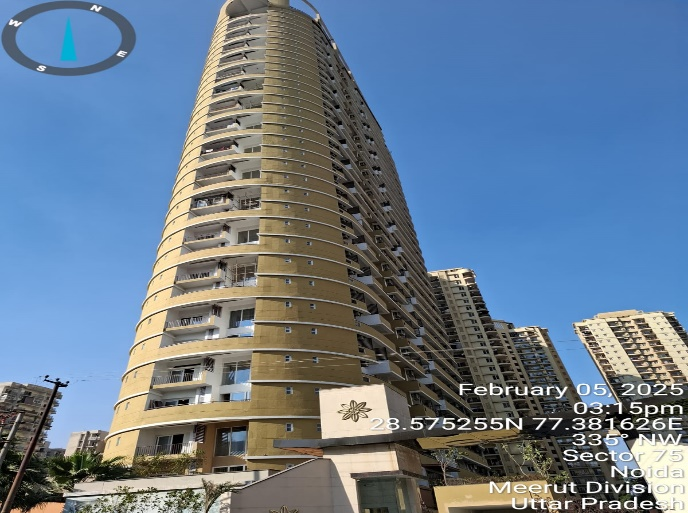 W N
S E
February 05, 2025
03:15pm
28.575255N 77.381626E
335° NW
Sector 75
Noida
Meerut Division
Uttar Pradesh